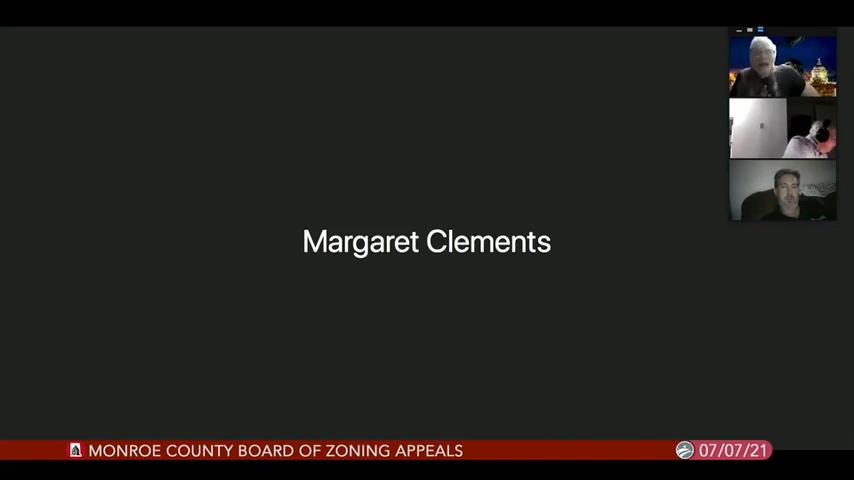 Margaret Clements
MONROE COUNTY BOARD OF ZONING APPEALS
07/07/21